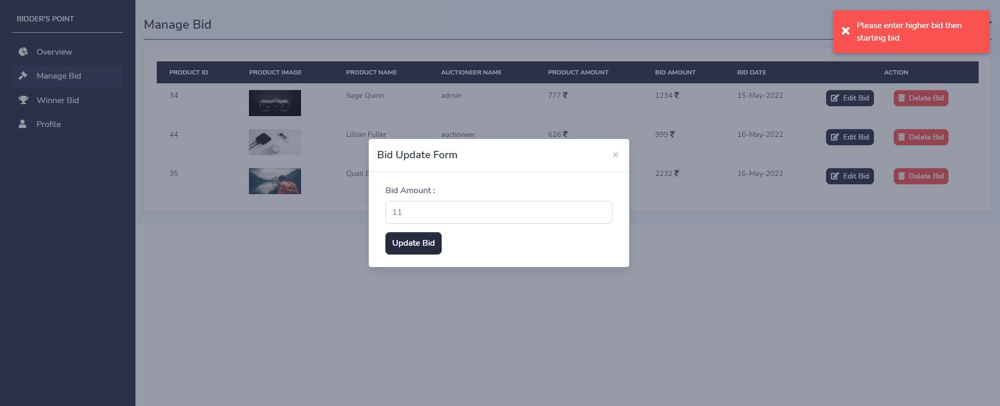 BIDDER'S POINT
Overview
Manage Bid
Winner Bid
Profile
Manage Bid
Please enter higher bid then
starting bid.
PRODUCT ID PRODUCT IMAGE PRODUCT NAME AUCTIONEER NAME PRODUCT AMOUNT BID AMOUNT BID DATE ACTION
34 Sage Quinn admin 777 ₹ 1234 ₹ 15-May-2022 Edit Bid Delete Bid
44 Lillian Fuller auctioneer 626 ₹ 999 ₹ 16-May-2022 Edit Bid Delete Bid
35 Quail 2232 ₹ 16-May-2022 Edit Bid Delete Bid
Bid Update Form ×
Bid Amount :
11
Update Bid